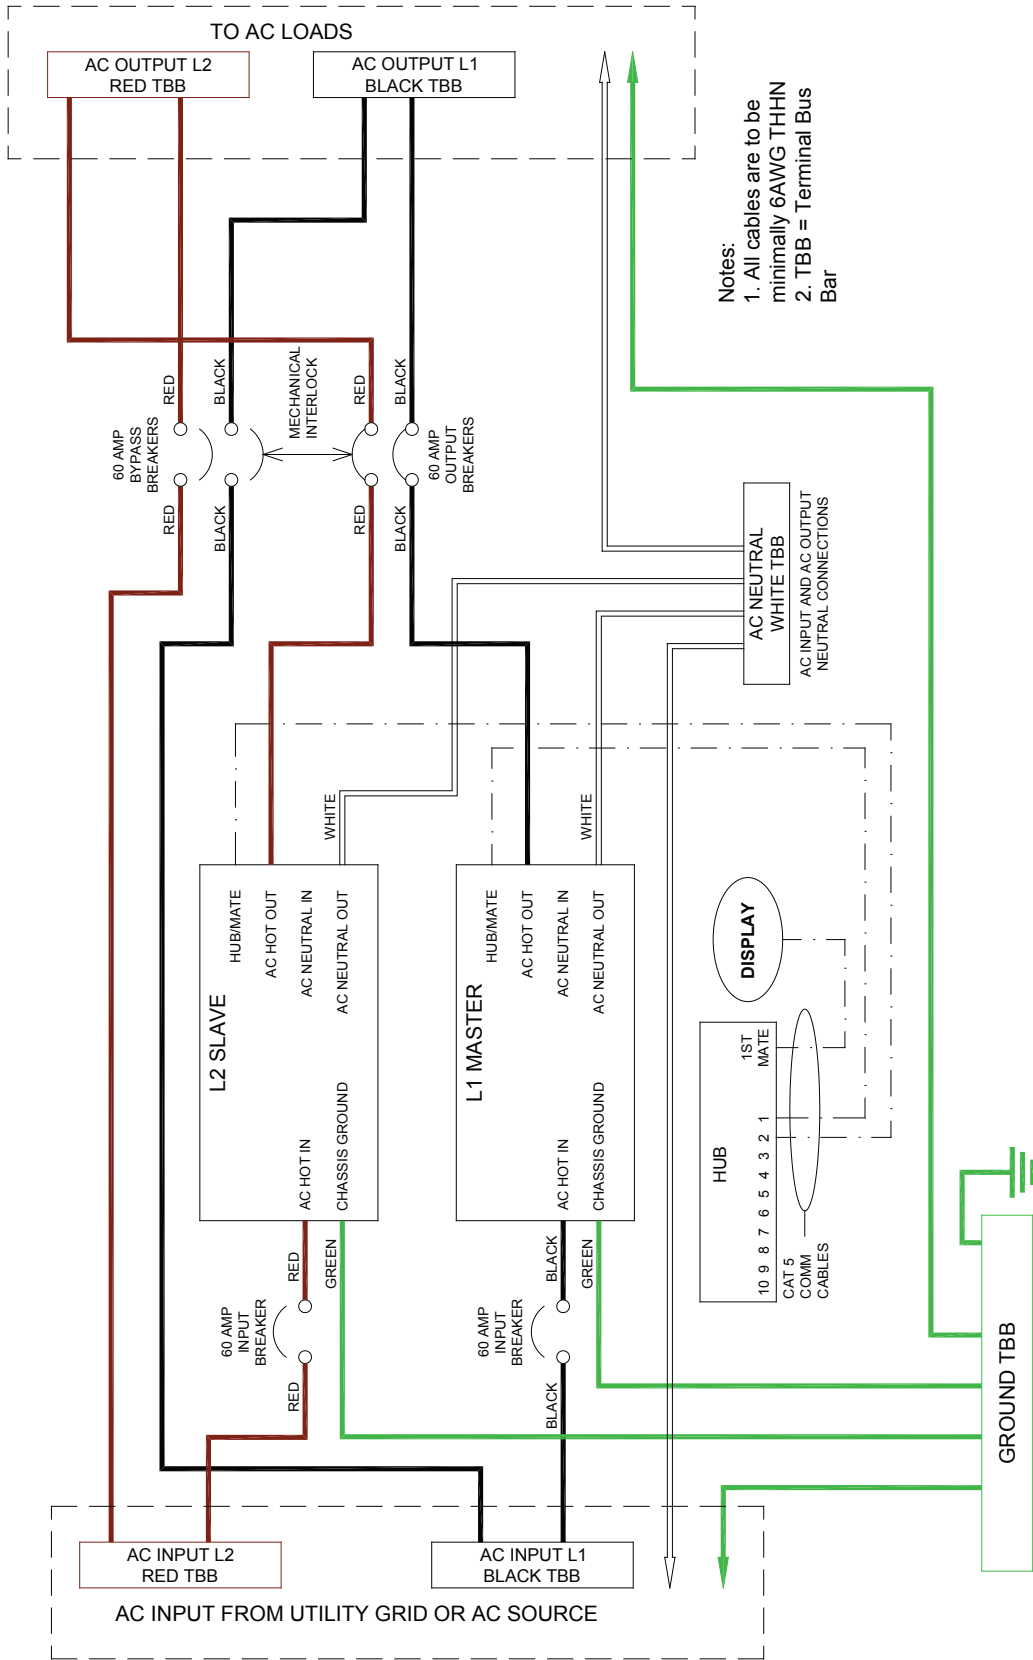 TO AC LOADS
AC OUTPUT L2
RED TBB
AC OUTPUT L1
BLACK TBB
Notes:
1. All cables are to be
minimally 6AWG THHN
2. TBB = Terminal Bus
Bar
60 AMP
BYPASS
BREAKERS
RED
BLACK
MECHANICAL
INTERLOCK
RED
BLACK
60 AMP
OUTPUT
BREAKERS
RED
BLACK
RED
BLACK
AC NEUTRAL
WHITE TBB
AC INPUT AND AC OUTPUT
NEUTRAL CONNECTIONS
WHITE
WHITE
L2 SLAVE
HUB/MATE
AC HOT OUT
AC NEUTRAL IN
AC NEUTRAL OUT
AC HOT IN
CHASSIS GROUND
L1 MASTER
HUB/MATE
AC HOT OUT
AC NEUTRAL IN
AC NEUTRAL OUT
AC HOT IN
CHASSIS GROUND
DISPLAY
HUB
1ST
MATE
10 9 8 7 6 5 4 3 2 1
CAT 5
COMM
CABLES
RED
GREEN
60 AMP
INPUT
BREAKER
RED
BLACK
GREEN
60 AMP
INPUT
BREAKER
BLACK
GROUND TBB
AC INPUT L2
RED TBB
AC INPUT L1
BLACK TBB
AC INPUT FROM UTILITY GRID OR AC SOURCE